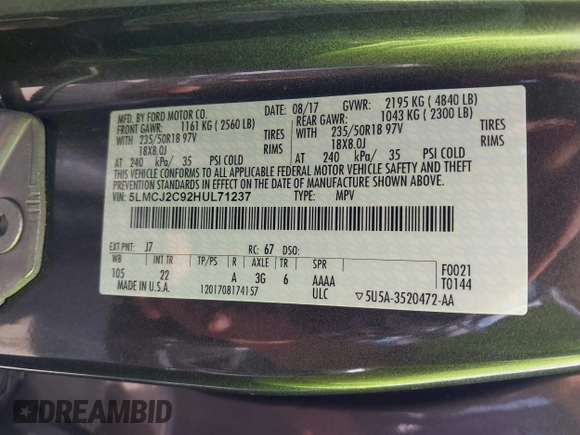 MFD. BY FORD MOTOR CO. 08/17 GVWR: 2195 KG ( 4840 LB)
FRONT GAWR: 1161 KG ( 2560 LB) REAR GAWR: 1043 KG ( 2300 LB)
WITH 235/50R18 97V TIRES WITH 235/50R18 97V TIRES
18X8.0J RIMS 18X8.0J RIMS
AT 240 kPa/ 35 PSI COLD AT 240 kPa/ 35 PSI COLD
THIS VEHICLE CONFORMS TO ALL APPLICABLE FEDERAL MOTOR VEHICLE SAFETY AND THEFT
PREVENTION STANDARDS IN EFFECT ON THE DATE OF MANUFACTURE SHOWN ABOVE.
VIN: 5LMCJ2C92HUL71237 TYPE: MPV
EXT PNT: J7 RC: 67 DSO:
WB INT TR TP/PS R AXLE TR SPR F0021
105 22 A 3G 6 AAAA T0144
MADE IN U.S.A. 1201708174157 ULC ▽5U5A-3520472-AA
DREAMBID